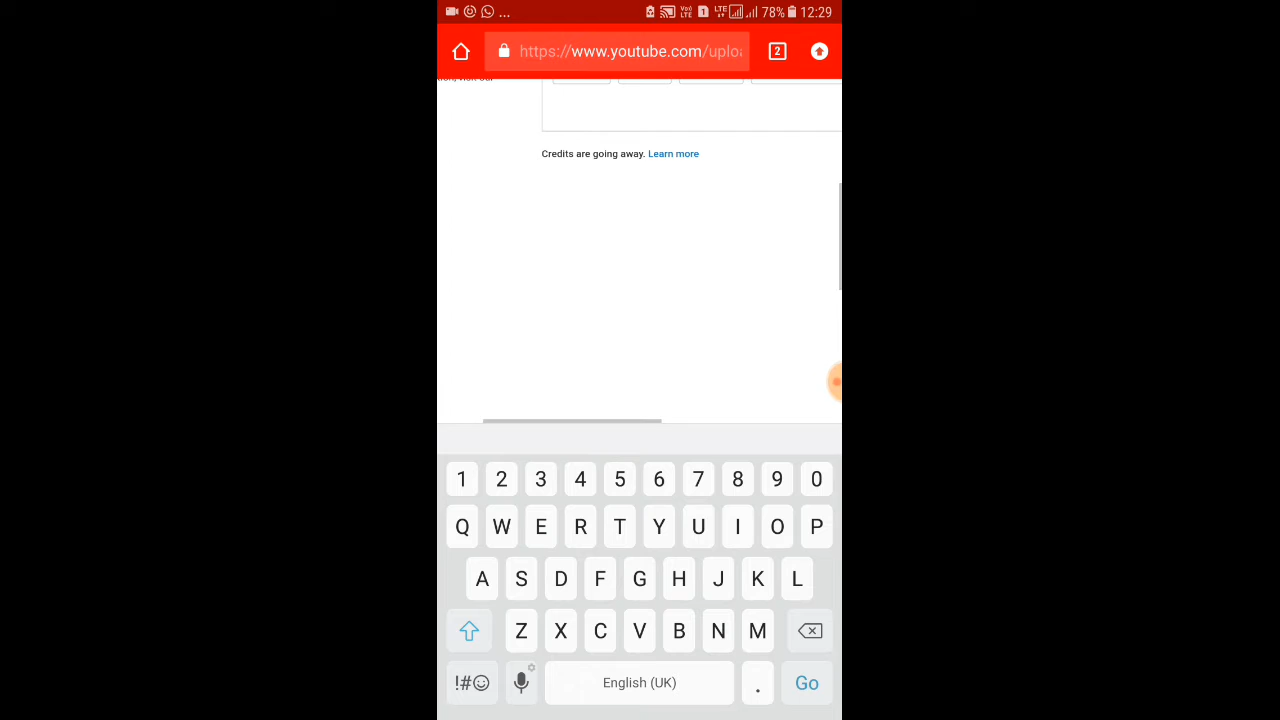 ... 1 78% 12:29
https://www.youtube.com/uplo 2
Credits are going away. Learn more
1 2 3 4 5 6 7 8 9 0
Q W E R T Y U I O P
A S D F G H J K L
Z X C V B N M
!#☺ English (UK) . Go